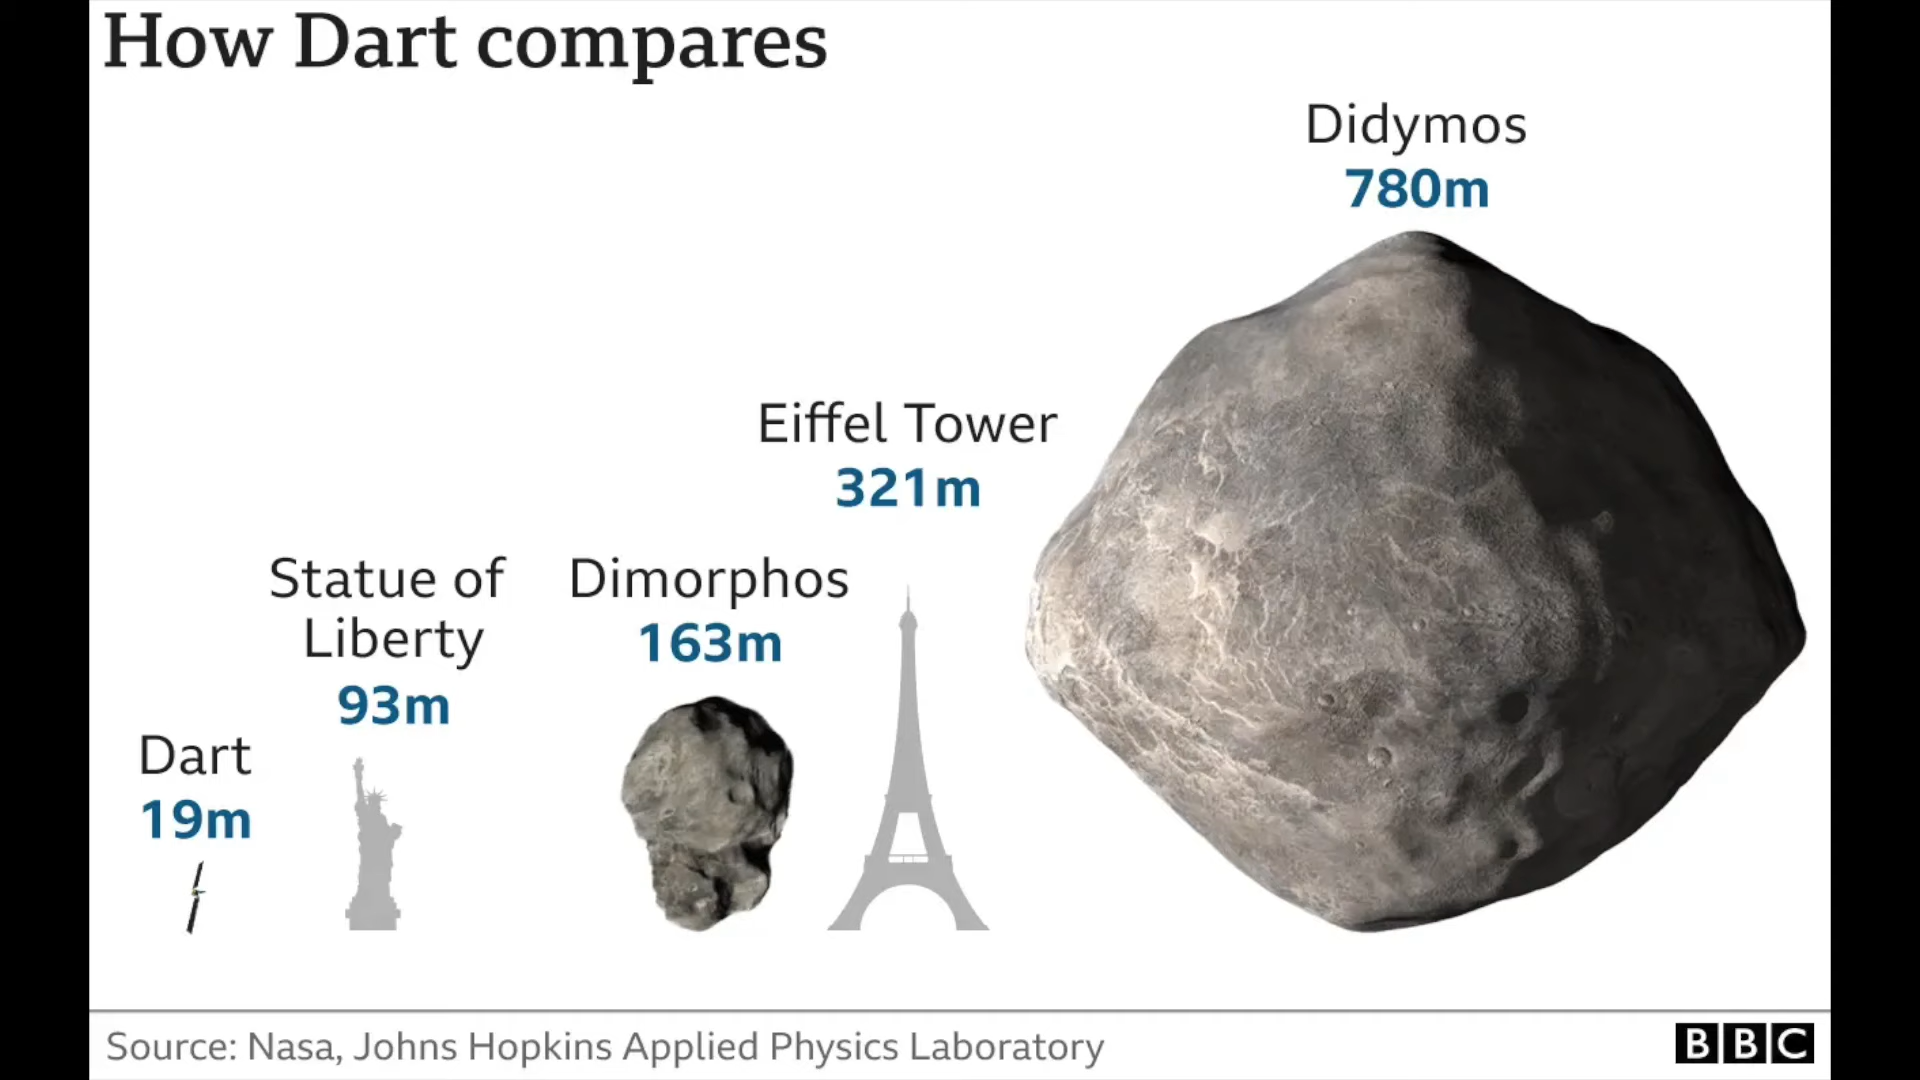 How Dart compares
Didymos
780m
Eiffel Tower
321m
Statue of
Liberty
93m
Dimorphos
163m
Dart
19m
Source: Nasa, Johns Hopkins Applied Physics Laboratory
BBC